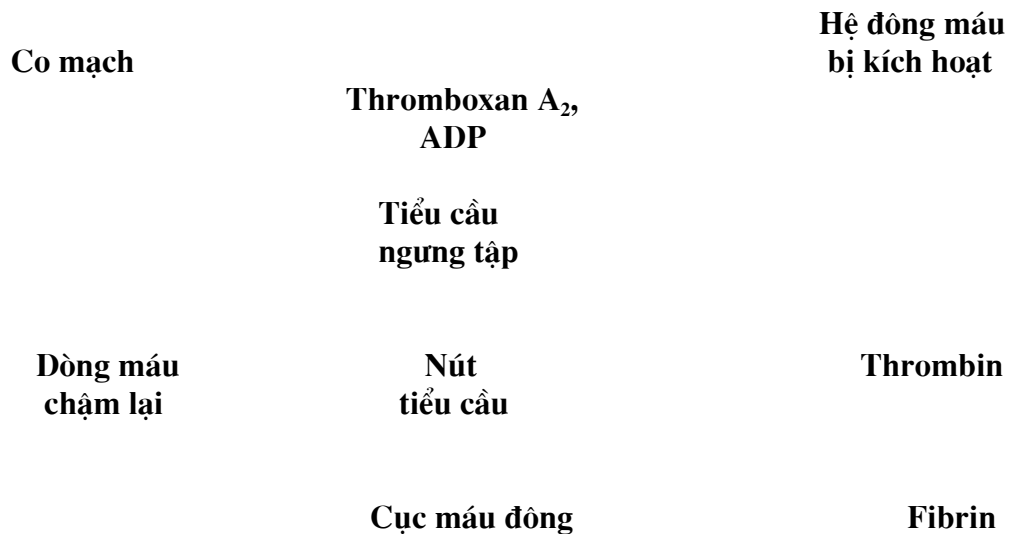 Hệ đông máu
bị kích hoạt
Co mạch
Thromboxan A₂,
ADP
Tiểu cầu
ngưng tập
Dòng máu
chậm lại
Nút
tiểu cầu
Thrombin
Cục máu đông
Fibrin